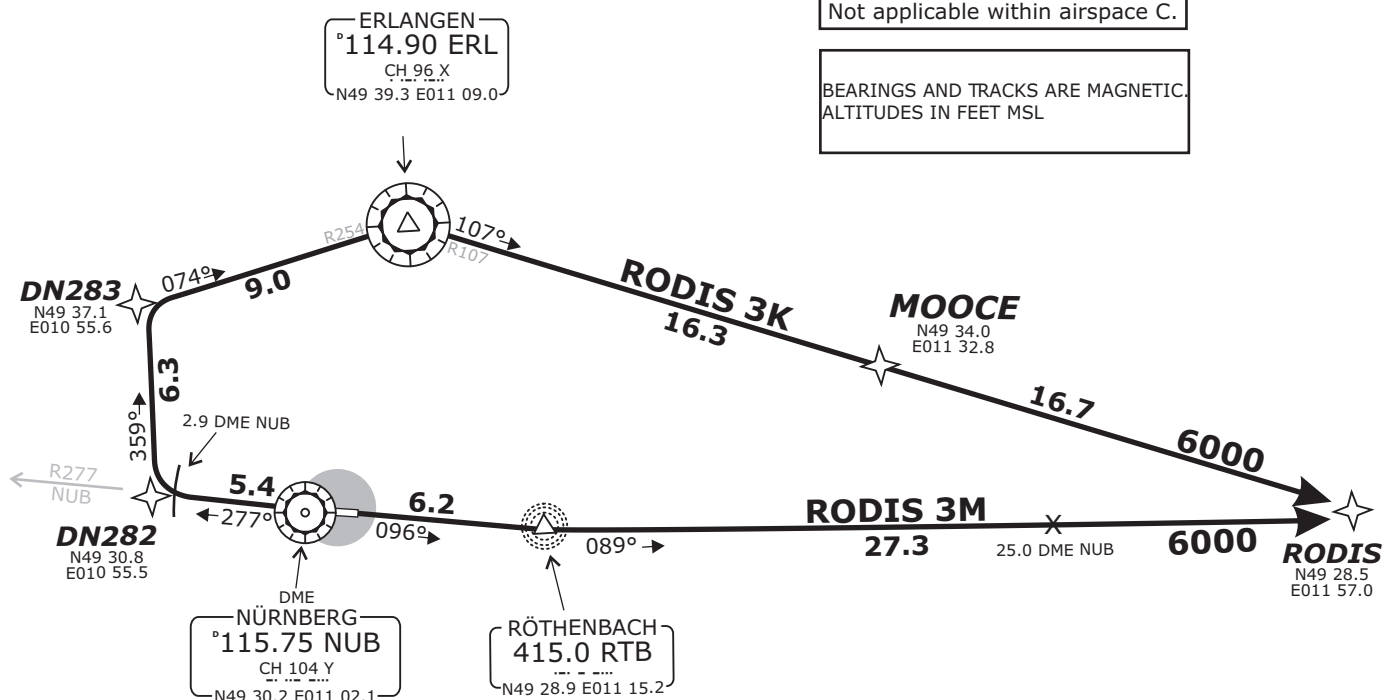 Not applicable within airspace C.
BEARINGS AND TRACKS ARE MAGNETIC.
ALTITUDES IN FEET MSL
ERLANGEN
D 114.90 ERL
CH 96 X
N49 39.3 E011 09.0
R254
107°
R107
074°
9.0
DN283
N49 37.1
E010 55.6
RODIS 3K
16.3
MOOCE
N49 34.0
E011 32.8
16.7
6000
6.3
359°
2.9 DME NUB
R277
NUB
5.4
277°
DN282
N49 30.8
E010 55.5
6.2
096°
RODIS 3M
089°
27.3
X
25.0 DME NUB
6000
RODIS
N49 28.5
E011 57.0
DME
NÜRNBERG
D 115.75 NUB
CH 104 Y
N49 30.2 E011 02.1
RÖTHENBACH
415.0 RTB
N49 28.9 E011 15.2